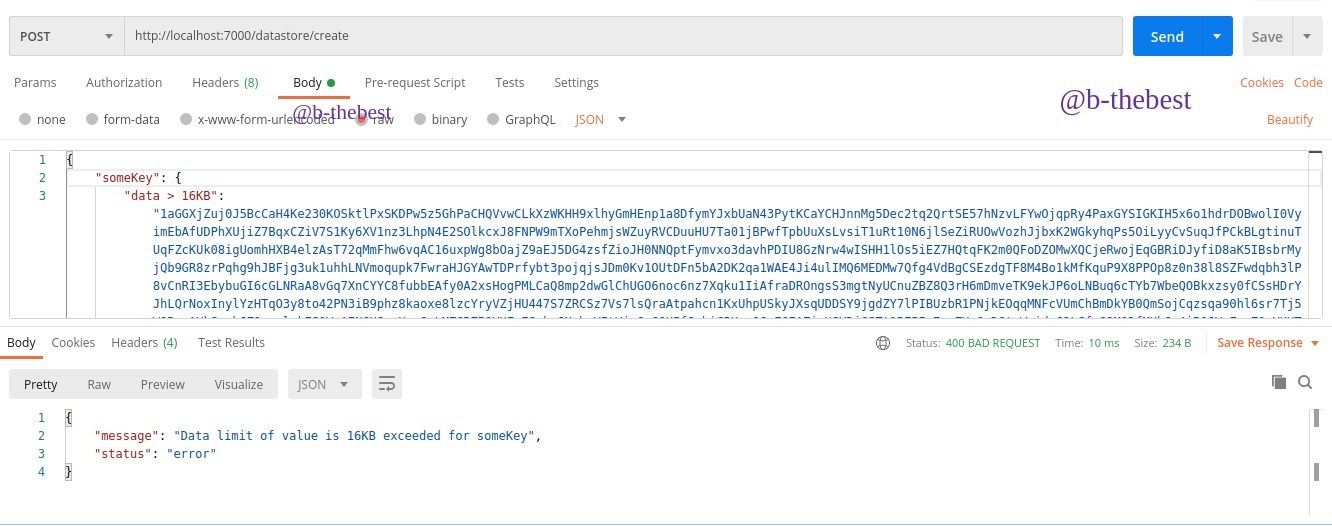 POST http://localhost:7000/datastore/create Send Save
Params Authorization Headers (8) Body Pre-request Script Tests Settings Cookies Code
@b-thebest @b-thebest
none form-data x-www-form-urlencoded raw binary GraphQL JSON Beautify
1 {
2 "someKey": {
3 "data > 16KB":
"1aGGXjZuj0J5BcCaH4Ke230KOSktlPxSKDPw5z5GhPaCHQVvwCLkXzWKHH9xlhyGmHEnp1a8DfymYJxbUaN43PytKCaYCHJnnMg5Dec2tq2QrtSE57hNzvLFYwOjqpRy4PaxGYSIGKIH5x6o1hdrDOBwolI0Vy
imEbAfUDPhXUjiZ7BqxCZiV7S1Ky6XV1nz3LhpN4E2SOlkcxJ8FNPW9mTXoPehmjsWZuyRVCDuuHU7Ta01jBPwfTpbUuXsLvsiT1uRt10N6jlSeZiRUOwVozhJjbxK2WGkyhqPs5OiLyyCvSuqJfPCkBLgtinuT
UqFZcKUk08igUomhHXB4elzAsT72qMmFhw6vqAC16uxpWg8bOajZ9aEJ5DG4zsfZioJH0NNQptFymvxo3davhPDIU8GzNrw4wISHH1lOs5iEZ7HQtqFK2m0QFoDZOMwXQCjeRwojEqGBRiDJyfiD8aK5IBsbrMy
jQb9GR8zrPqhg9hJBFjg3uk1uhhLNVmoqupk7FwraHJGYAwTDPrfybt3pojqjsJDm0Kv1OUtDFn5bA2DK2qa1WAE4Ji4ulIMQ6MEDMw7Qfg4VdBgCSEzdgTF8M4Bo1kMfKquP9X8PPOp8z0n38l8SZFwdqbh3lP
8vCnRI3EbybuGI6cGLNRaA8vGq7XnCYYC8fubbEAfy0A2xsHogPMLCaQ8mp2dwGlChUGO6noc6nz7Xqku1IiAfraDROngsS3mgtNyUCnuZBZ8Q3rH6mDmveTK9ekJP6oLNBuq6cTYb7WbeQOBkxzsy0fCSsHDrY
JhLQrNoxInylYzHTqO3y8to42PN3iB9phz8kaoxe8lzcYryVZjHU447S7ZRCSz7Vs7lsQraAtpahcn1KxUhpUSkyJXsqUDDSY9jgdZY7lPIBUzbR1PNjkEOqqMNFcVUmChBmDkYB0QmSojCqzsqa90hl6sr7Tj5
Body Cookies Headers (4) Test Results Status: 400 BAD REQUEST Time: 10 ms Size: 234 B Save Response
Pretty Raw Preview Visualize JSON
1 {
2 "message": "Data limit of value is 16KB exceeded for someKey",
3 "status": "error"
4 }